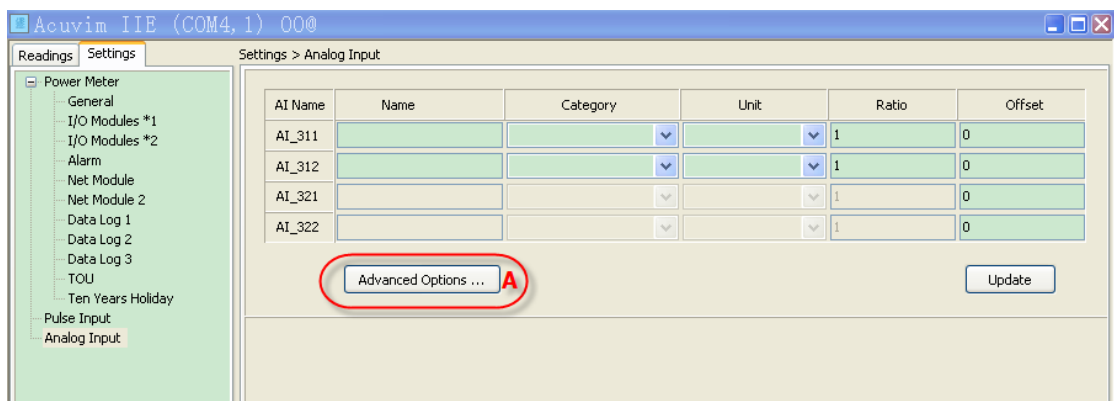 Acuvim IIE (COM4, 1) OO@
Readings Settings
Settings > Analog Input
Power Meter
General
I/O Modules *1
I/O Modules *2
Alarm
Net Module
Net Module 2
Data Log 1
Data Log 2
Data Log 3
TOU
Ten Years Holiday
Pulse Input
Analog Input
AI Name Name Category Unit Ratio Offset
AI_311 1 0
AI_312 1 0
AI_321 1 0
AI_322 1 0
Advanced Options ... A Update